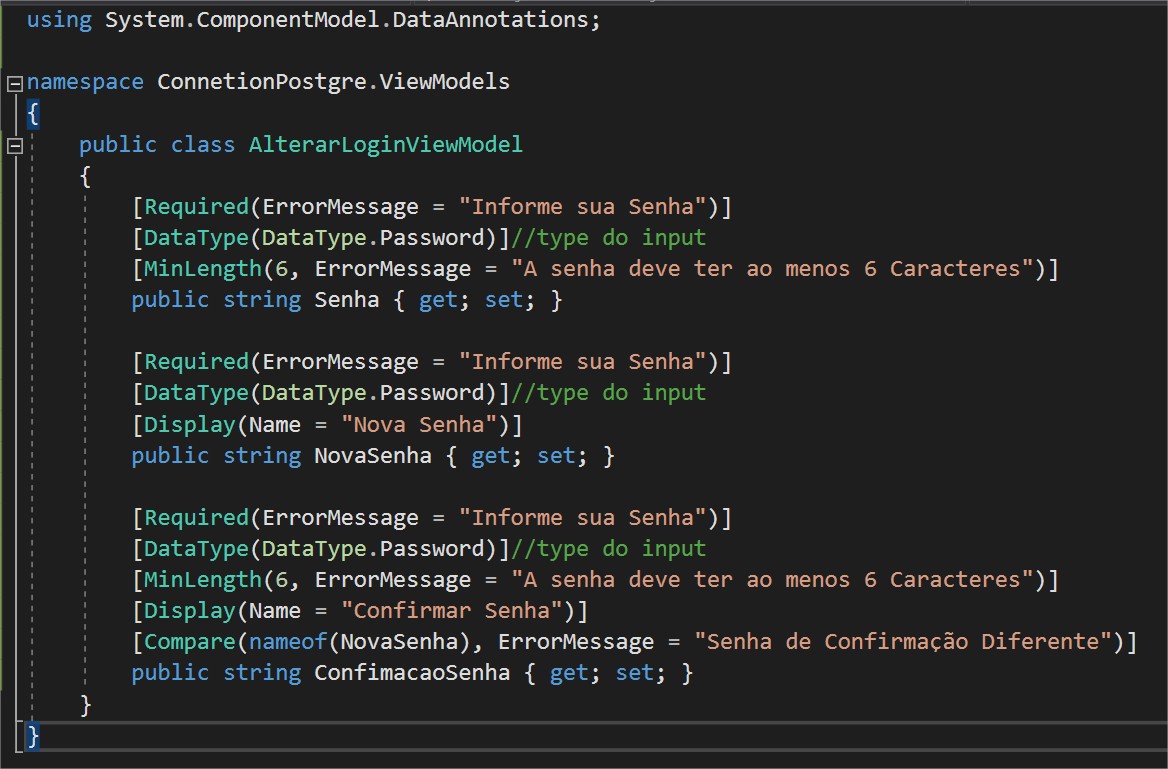 using System.ComponentModel.DataAnnotations;
namespace ConnetionPostgre.ViewModels
{
public class AlterarLoginViewModel
{
[Required(ErrorMessage = "Informe sua Senha")]
[DataType(DataType.Password)]//type do input
[MinLength(6, ErrorMessage = "A senha deve ter ao menos 6 Caracteres")]
public string Senha { get; set; }
[Required(ErrorMessage = "Informe sua Senha")]
[DataType(DataType.Password)]//type do input
[Display(Name = "Nova Senha")]
public string NovaSenha { get; set; }
[Required(ErrorMessage = "Informe sua Senha")]
[DataType(DataType.Password)]//type do input
[MinLength(6, ErrorMessage = "A senha deve ter ao menos 6 Caracteres")]
[Display(Name = "Confirmar Senha")]
[Compare(nameof(NovaSenha), ErrorMessage = "Senha de Confirmação Diferente")]
public string ConfimacaoSenha { get; set; }
}
}